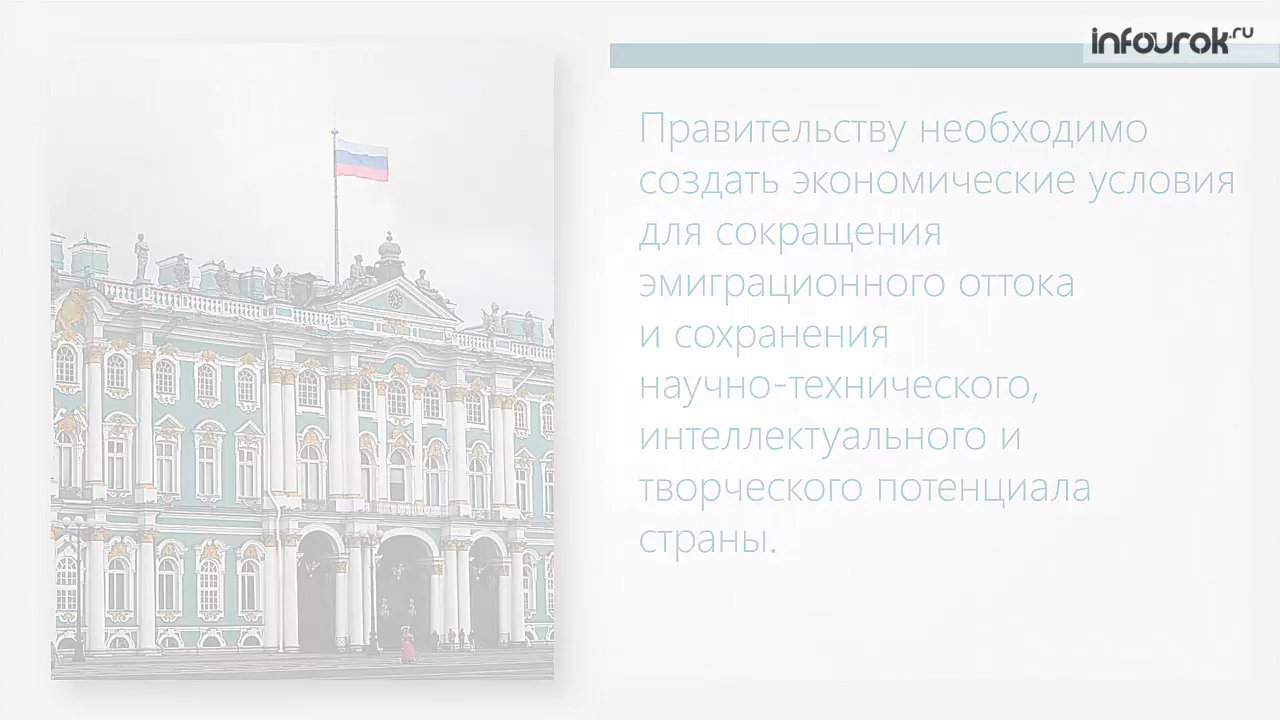 infourok.ru
Правительству необходимо
создать экономические условия
для сокращения
эмиграционного оттока
и сохранения
научно-технического,
интеллектуального и
творческого потенциала
страны.